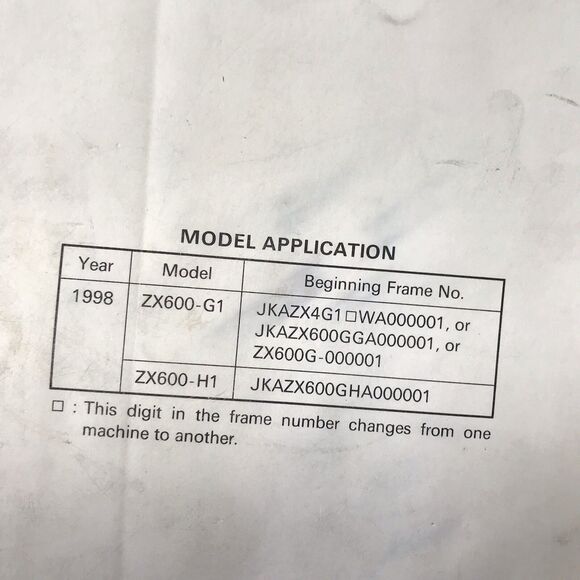 MODEL APPLICATION
Year Model Beginning Frame No.
1998 ZX600-G1 JKAZX4G1□WA000001, or
JKAZX600GGA000001, or
ZX600G-000001
ZX600-H1 JKAZX600GHA000001
□ : This digit in the frame number changes from one
machine to another.